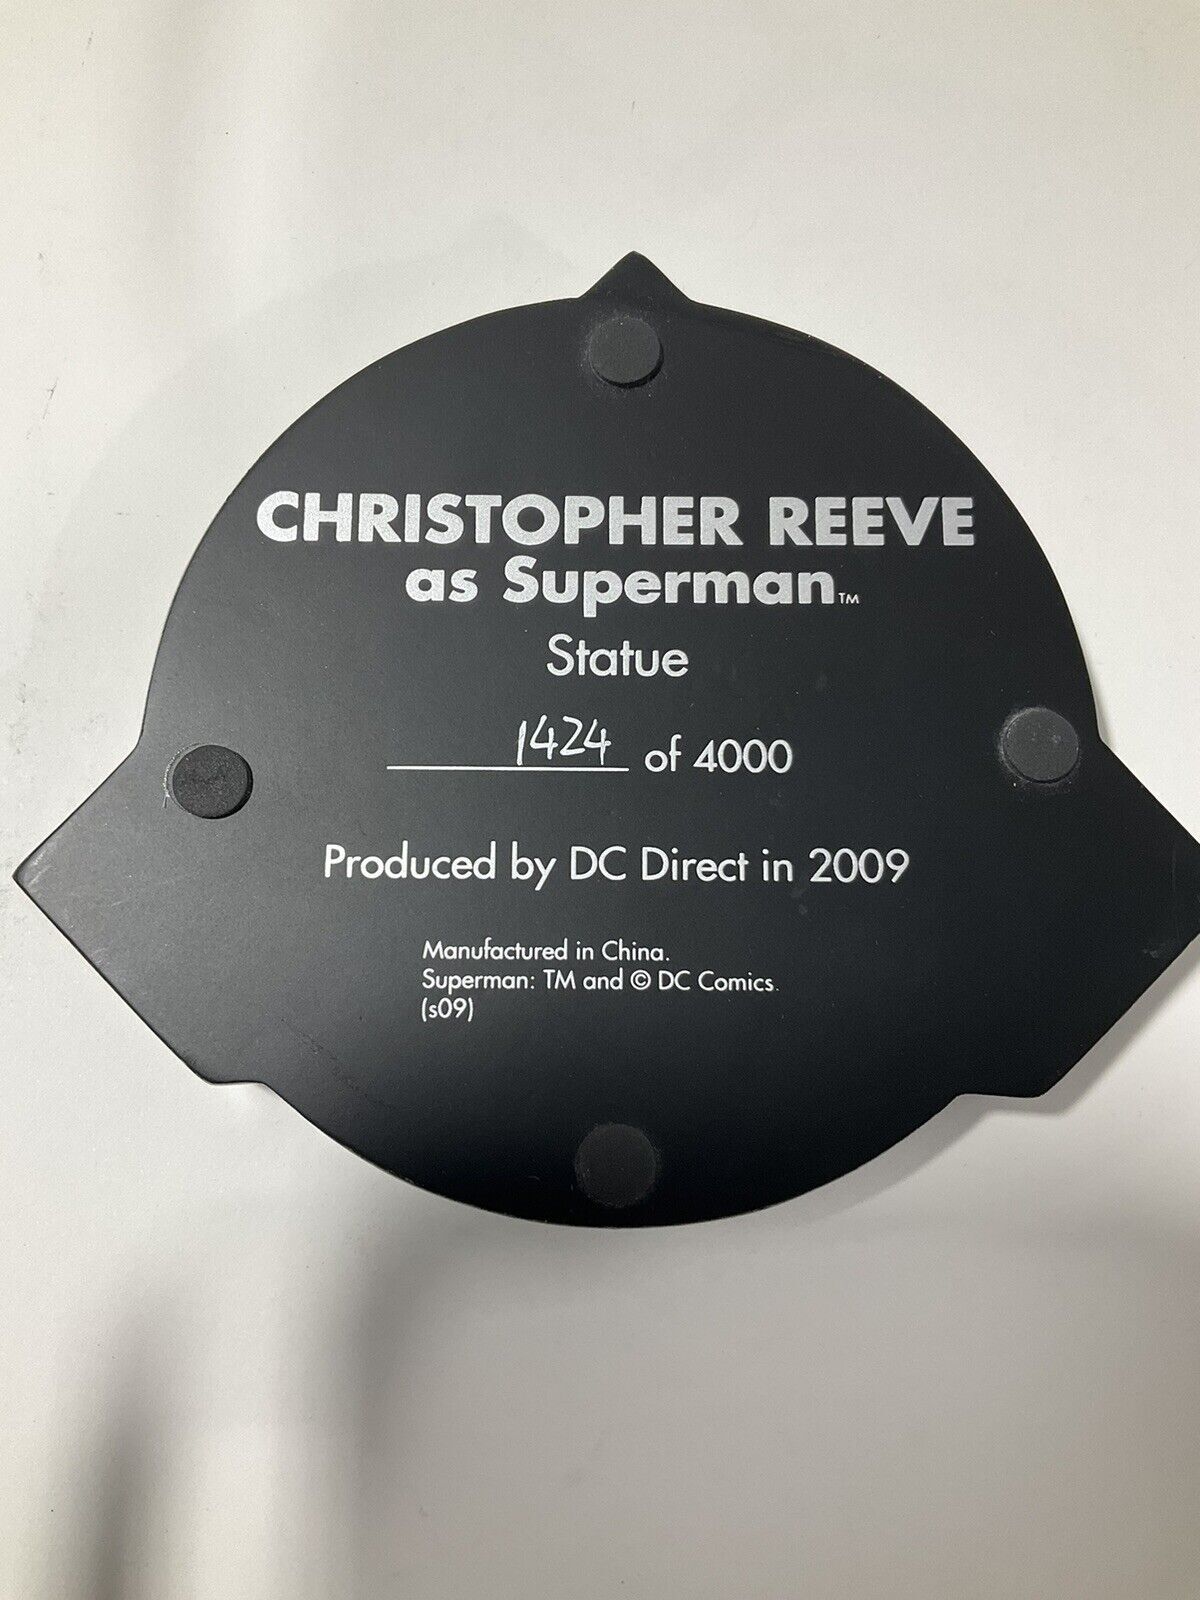 CHRISTOPHER REEVE
as Superman™
Statue
1424 of 4000
Produced by DC Direct in 2009
Manufactured in China.
Superman: TM and © DC Comics.
(s09)